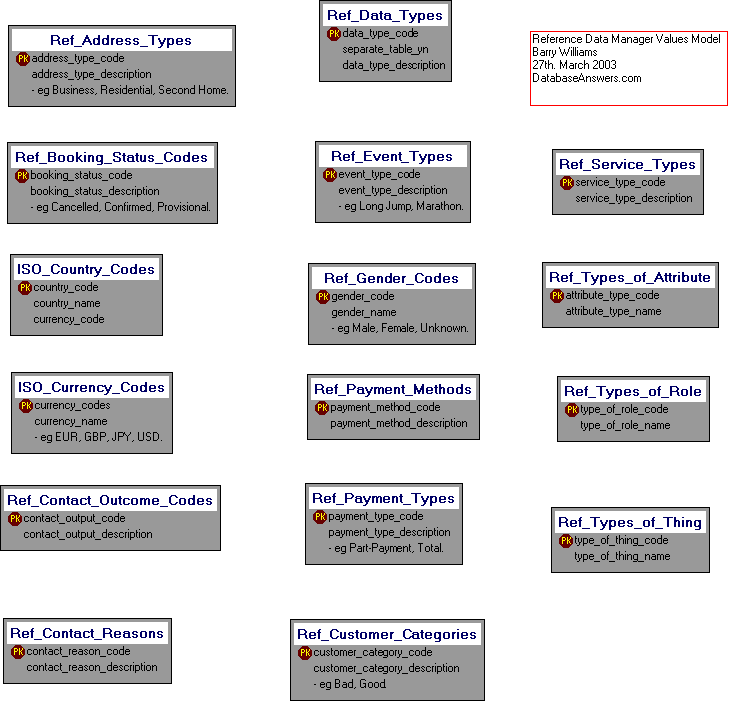 Ref_Address_Types
PK address_type_code
address_type_description
- eg Business, Residential, Second Home.
Ref_Booking_Status_Codes
PK booking_status_code
booking_status_description
- eg Cancelled, Confirmed, Provisional.
ISO_Country_Codes
PK country_code
country_name
currency_code
ISO_Currency_Codes
PK currency_codes
currency_name
- eg EUR, GBP, JPY, USD.
Ref_Contact_Outcome_Codes
PK contact_output_code
contact_output_description
Ref_Contact_Reasons
PK contact_reason_code
contact_reason_description
Ref_Data_Types
PK data_type_code
separate_table_yn
data_type_description
Ref_Event_Types
PK event_type_code
event_type_description
- eg Long Jump, Marathon.
Ref_Gender_Codes
PK gender_code
gender_name
- eg Male, Female, Unknown.
Ref_Payment_Methods
PK payment_method_code
payment_method_description
Ref_Payment_Types
PK payment_type_code
payment_type_description
- eg Part-Payment, Total.
Ref_Customer_Categories
PK customer_category_code
customer_category_description
- eg Bad, Good.
Reference Data Manager Values Model
Barry Williams
27th. March 2003
DatabaseAnswers.com
Ref_Service_Types
PK service_type_code
service_type_description
Ref_Types_of_Attribute
PK attribute_type_code
attribute_type_name
Ref_Types_of_Role
PK type_of_role_code
type_of_role_name
Ref_Types_of_Thing
PK type_of_thing_code
type_of_thing_name